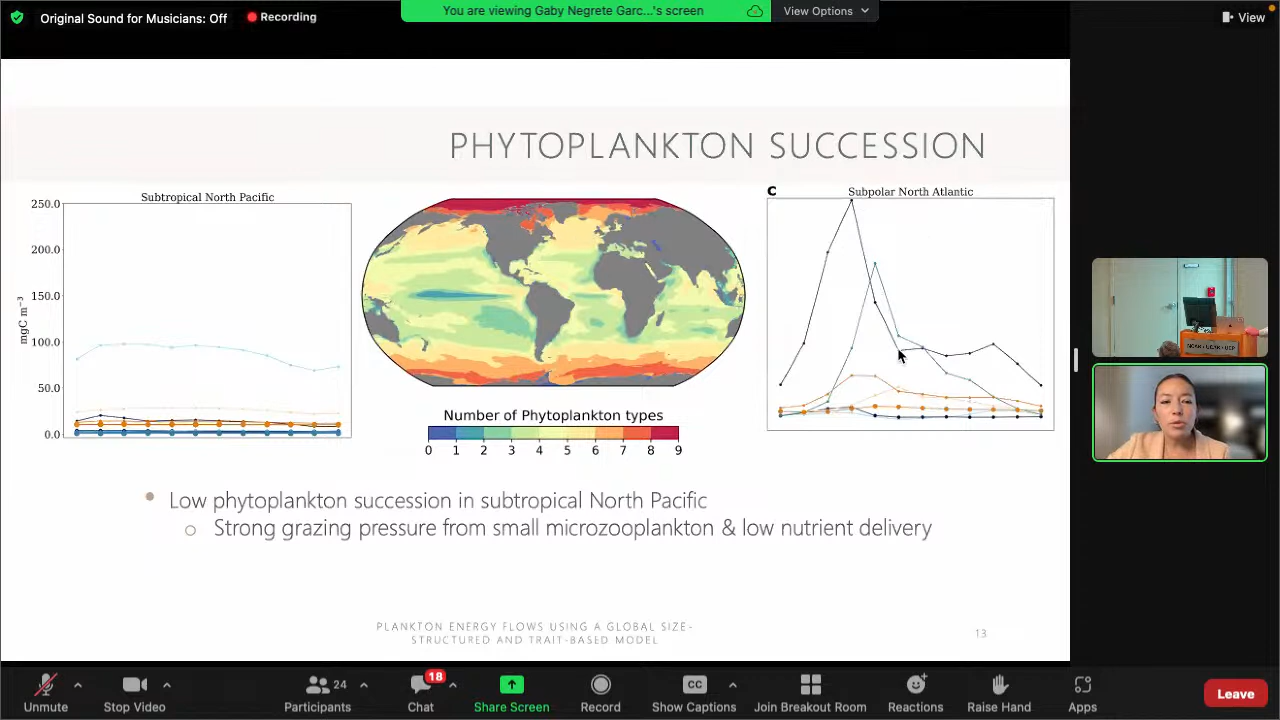 Original Sound for Musicians: Off
Recording
You are viewing Gaby Negrete Garc...'s screen
View Options
View
PHYTOPLANKTON SUCCESSION
Subtropical North Pacific
250.0
200.0
150.0
100.0
50.0
0.0
mgC m⁻³
C
Subpolar North Atlantic
Number of Phytoplankton types
0 1 2 3 4 5 6 7 8 9
• Low phytoplankton succession in subtropical North Pacific
○ Strong grazing pressure from small microzooplankton & low nutrient delivery
PLANKTON ENERGY FLOWS USING A GLOBAL SIZE-
STRUCTURED AND TRAIT-BASED MODEL
13
NCAR · UCAR · UCP
Unmute
Stop Video
24
Participants
18
Chat
Share Screen
Record
CC
Show Captions
Join Breakout Room
Reactions
Raise Hand
Apps
Leave